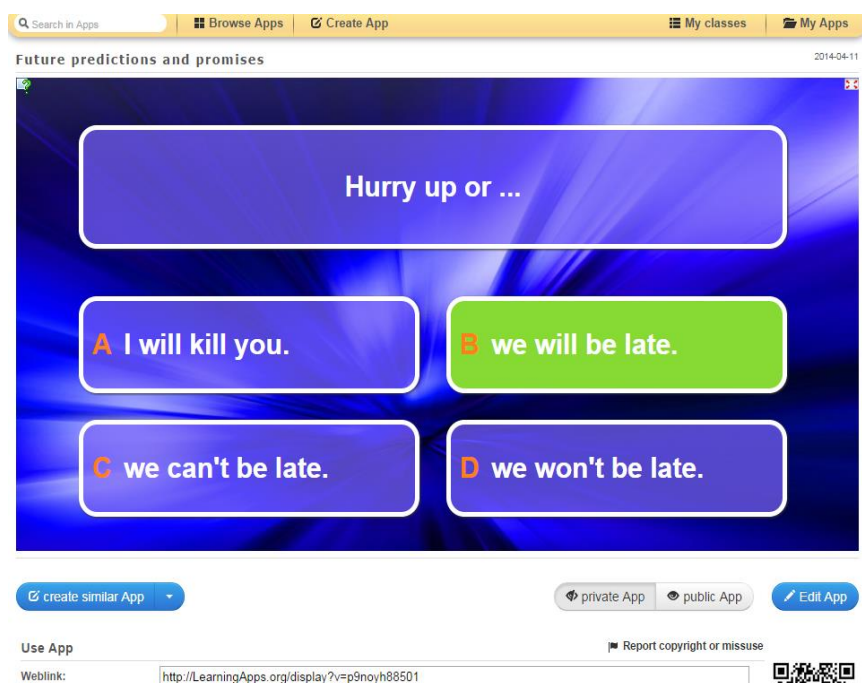 Search in Apps Browse Apps Create App My classes My Apps
Future predictions and promises 2014-04-11
Hurry up or ...
A I will kill you.
B we will be late.
C we can't be late.
D we won't be late.
create similar App private App public App Edit App
Use App Report copyright or missuse
Weblink: http://LearningApps.org/display?v=p9noyh88501